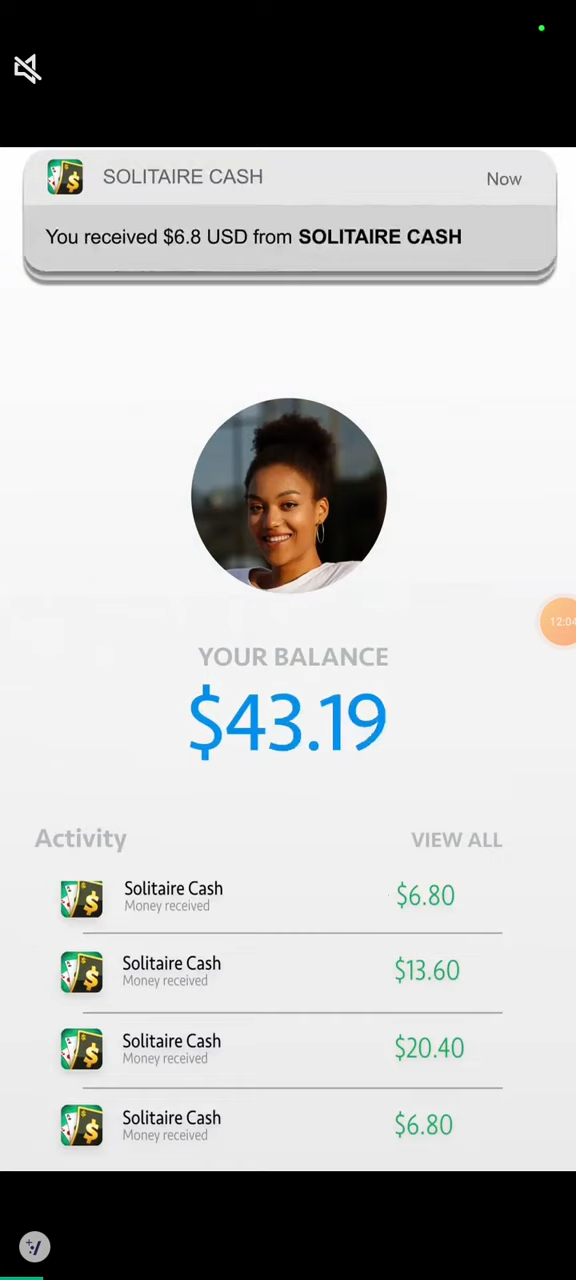 SOLITAIRE CASH
Now
You received $6.8 USD from SOLITAIRE CASH
12:04
YOUR BALANCE
$43.19
Activity
VIEW ALL
Solitaire Cash
$6.80
Money received
Solitaire Cash
$13.60
Money received
Solitaire Cash
$20.40
Money received
Solitaire Cash
$6.80
Money received